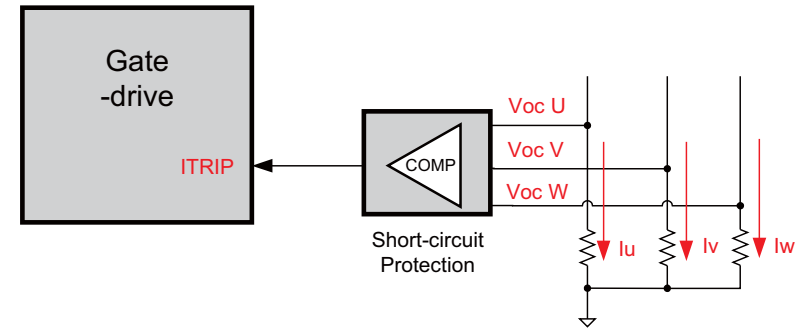 Gate
-drive
ITRIP
COMP
Short-circuit
Protection
Voc U
Voc V
Voc W
Iu
Iv
Iw